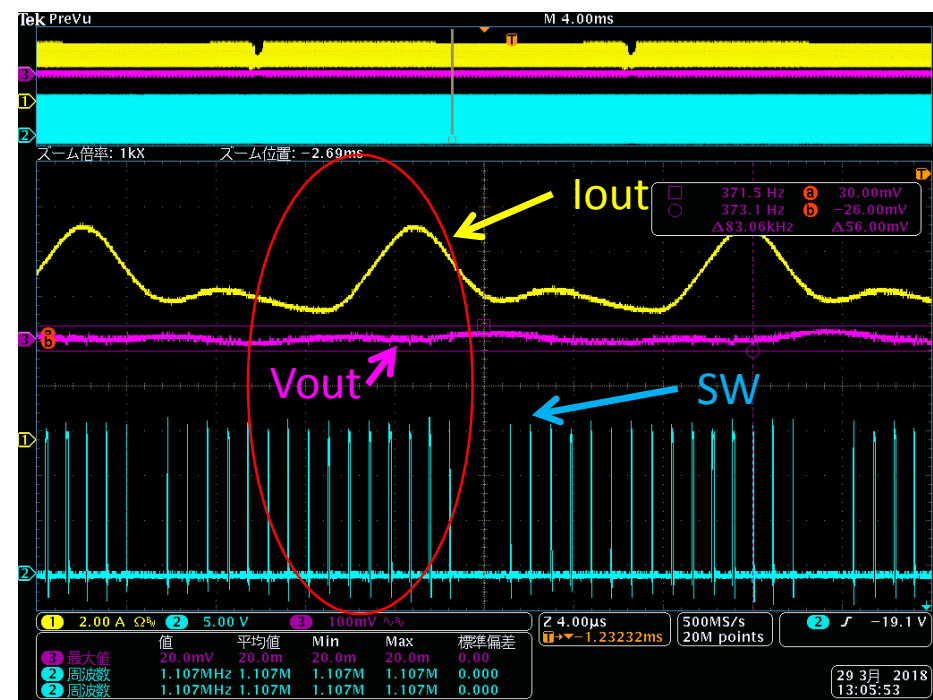 Tek PreVu M 4.00ms
T
3
1
2
ズーム倍率: 1kX ズーム位置: −2.69ms
T
Iout
371.5 Hz a 30.00mV
373.1 Hz b −26.00mV
Δ83.06kHz Δ56.00mV
3 a
b
Vout
SW
1
2
1 2.00 A Ω 2 5.00 V 3 100mV
Z 4.00µs
T→▼−1.23232ms
500MS/s
20M points
2 −19.1 V
値 平均値 Min Max 標準偏差
3 最大値 20.0mV 20.0m 20.0m 20.0m 0.00
2 周波数 1.107MHz 1.107M 1.107M 1.107M 0.000
2 周波数 1.107MHz 1.107M 1.107M 1.107M 0.000
29 3月 2018
13:05:53